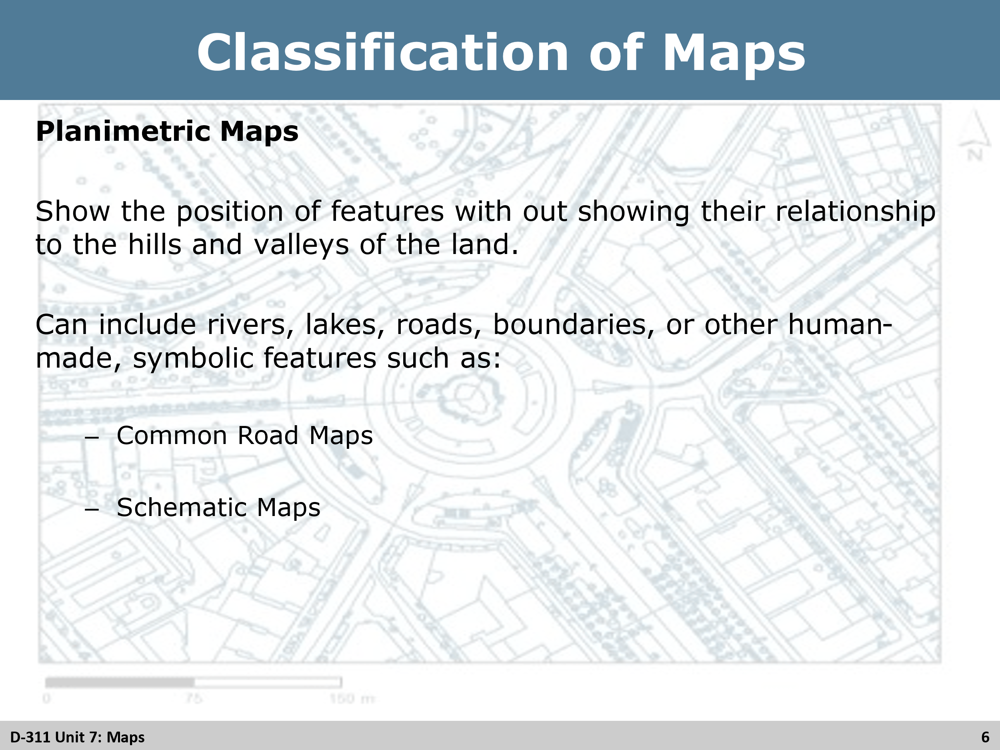 Classification of Maps
Planimetric Maps
Show the position of features with out showing their relationship
to the hills and valleys of the land.
Can include rivers, lakes, roads, boundaries, or other human-
made, symbolic features such as:
– Common Road Maps
– Schematic Maps
N
0 75 150 m
D-311 Unit 7: Maps 6